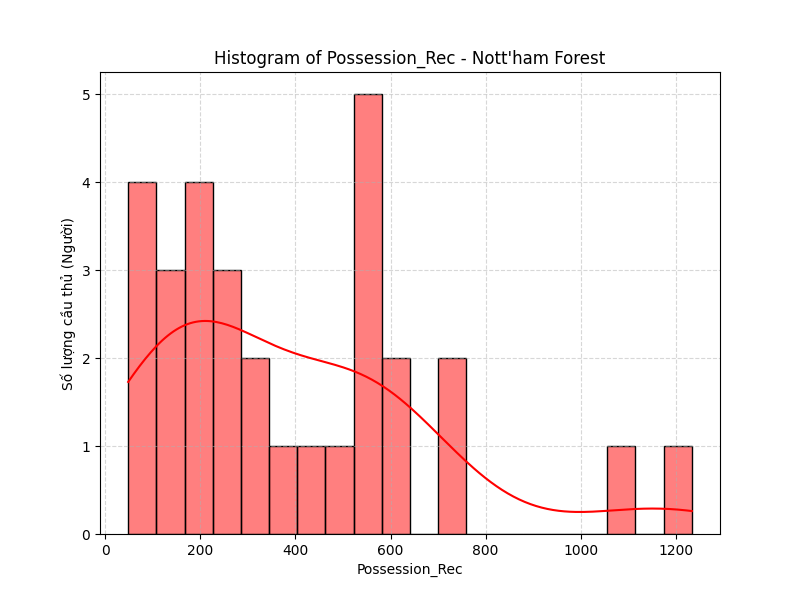 Histogram of Possession_Rec - Nott'ham Forest
Số lượng cầu thủ (Người)
5
4
3
2
1
0
0 200 400 600 800 1000 1200
Possession_Rec